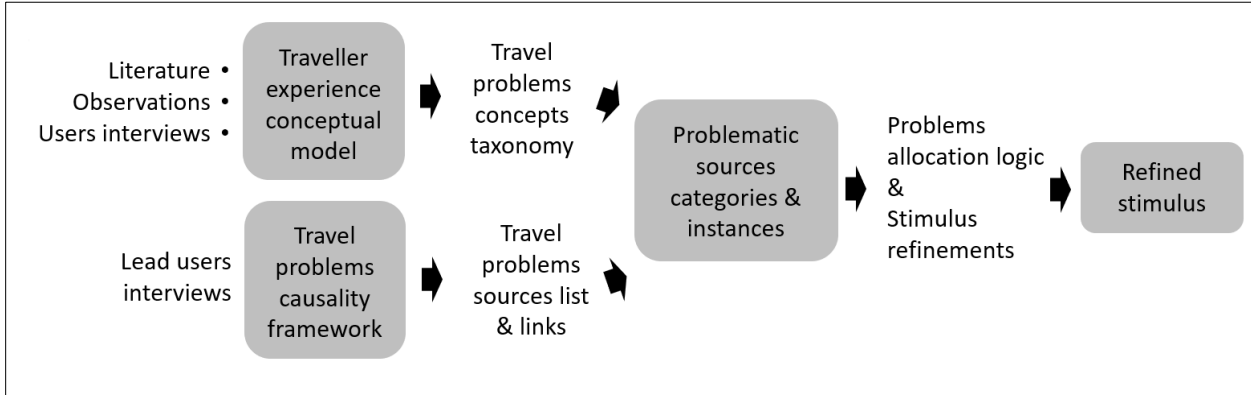 Literature •
Observations •
Users interviews •
Traveller
experience
conceptual
model
Travel
problems
concepts
taxonomy
Lead users
interviews
Travel
problems
causality
framework
Travel
problems
sources list
& links
Problematic
sources
categories &
instances
Problems
allocation logic
&
Stimulus
refinements
Refined
stimulus